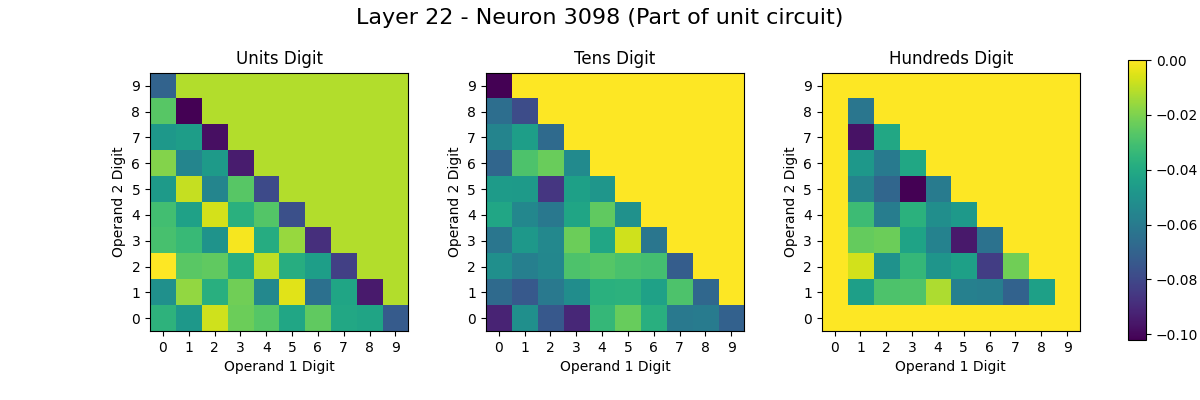 Layer 22 - Neuron 3098 (Part of unit circuit)
Units Digit
Tens Digit
Hundreds Digit
Operand 2 Digit
9
8
7
6
5
4
3
2
1
0
0 1 2 3 4 5 6 7 8 9
Operand 1 Digit
Operand 2 Digit
9
8
7
6
5
4
3
2
1
0
0 1 2 3 4 5 6 7 8 9
Operand 1 Digit
Operand 2 Digit
9
8
7
6
5
4
3
2
1
0
0 1 2 3 4 5 6 7 8 9
Operand 1 Digit
0.00
−0.02
−0.04
−0.06
−0.08
−0.10